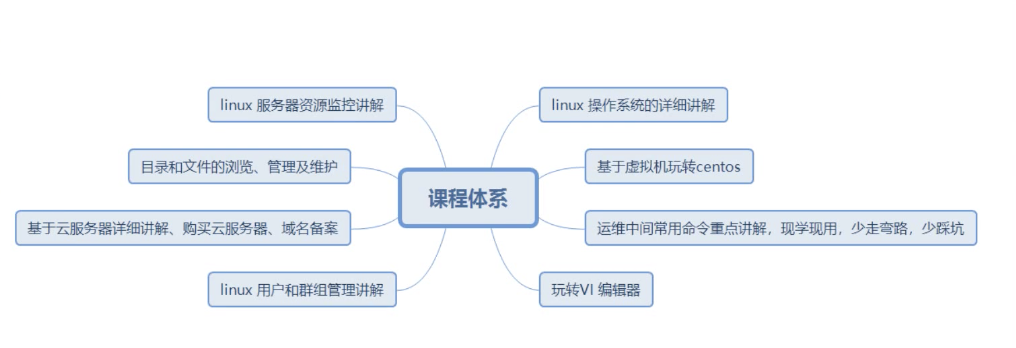 linux 服务器资源监控讲解
linux 操作系统的详细讲解
目录和文件的浏览、管理及维护
基于虚拟机玩转centos
课程体系
基于云服务器详细讲解、购买云服务器、域名备案
运维中间常用命令重点讲解，现学现用，少走弯路，少踩坑
linux 用户和群组管理讲解
玩转VI 编辑器